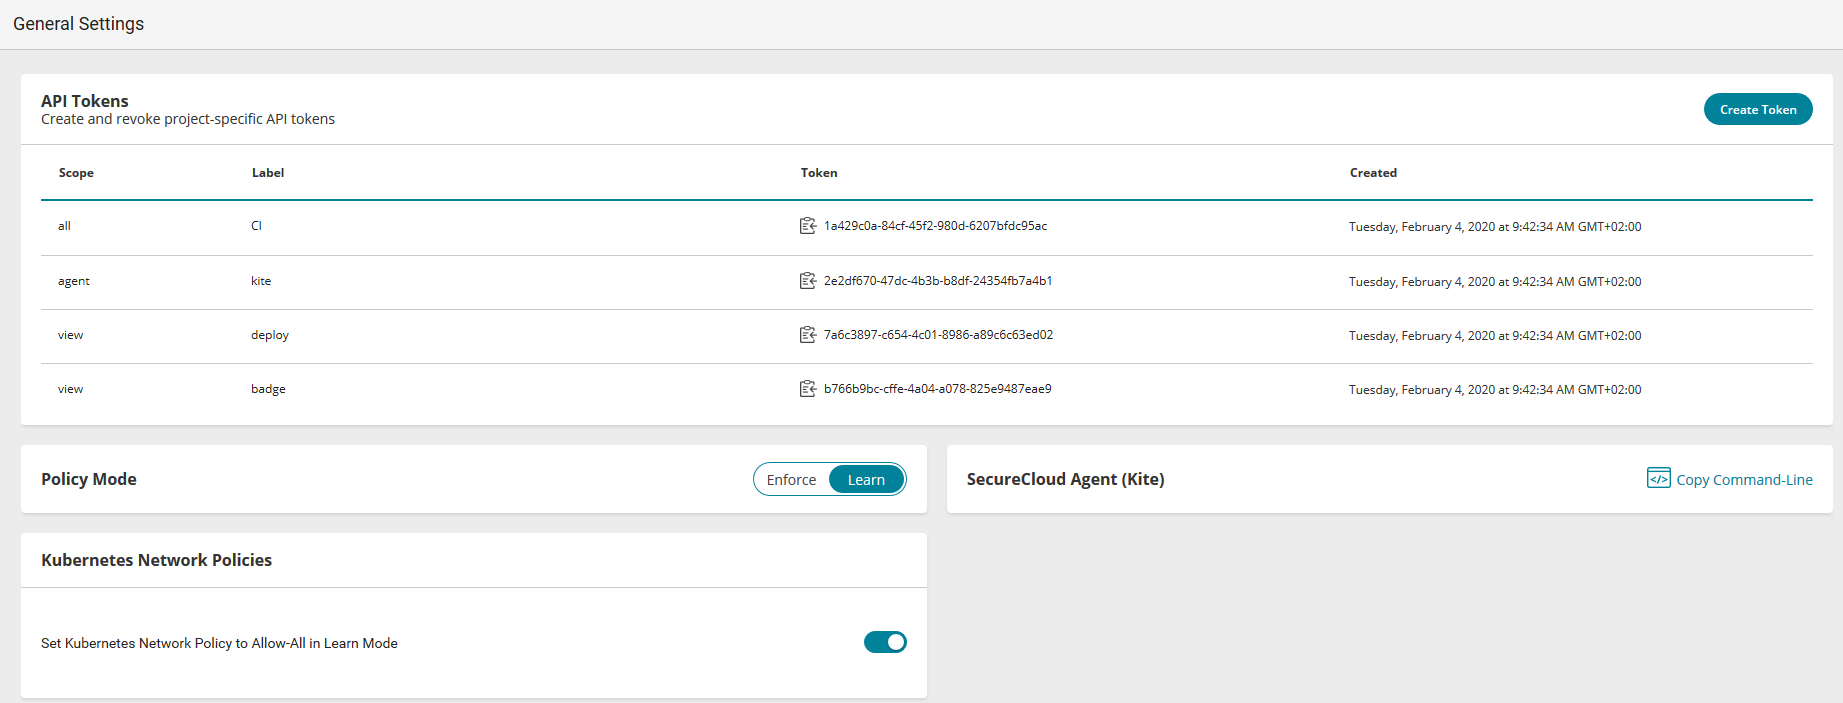 General Settings
API Tokens
Create and revoke project-specific API tokens
Create Token
Scope Label Token Created
all CI 1a429c0a-84cf-45f2-980d-6207bfdc95ac Tuesday, February 4, 2020 at 9:42:34 AM GMT+02:00
agent kite 2e2df670-47dc-4b3b-b8df-24354fb7a4b1 Tuesday, February 4, 2020 at 9:42:34 AM GMT+02:00
view deploy 7a6c3897-c654-4c01-8986-a89c6c63ed02 Tuesday, February 4, 2020 at 9:42:34 AM GMT+02:00
view badge b766b9bc-cffe-4a04-a078-825e9487eae9 Tuesday, February 4, 2020 at 9:42:34 AM GMT+02:00
Policy Mode Enforce Learn
SecureCloud Agent (Kite) </> Copy Command-Line
Kubernetes Network Policies
Set Kubernetes Network Policy to Allow-All in Learn Mode